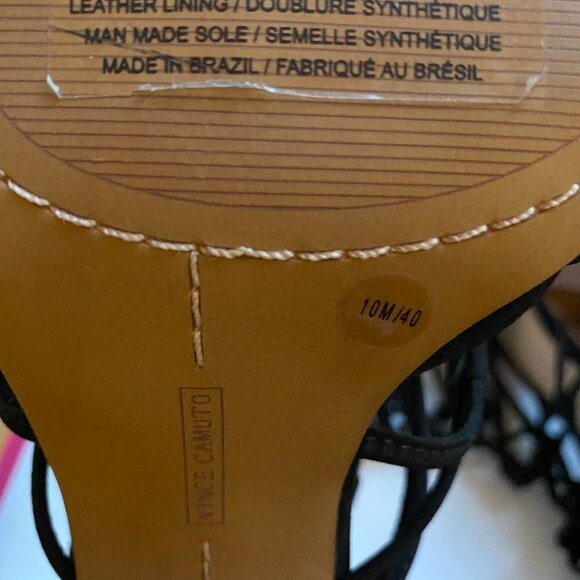 LEATHER LINING / DOUBLURE SYNTHÉTIQUE
MAN MADE SOLE / SEMELLE SYNTHÉTIQUE
MADE IN BRAZIL / FABRIQUÉ AU BRÉSIL
10M/40
VINCE CAMUTO